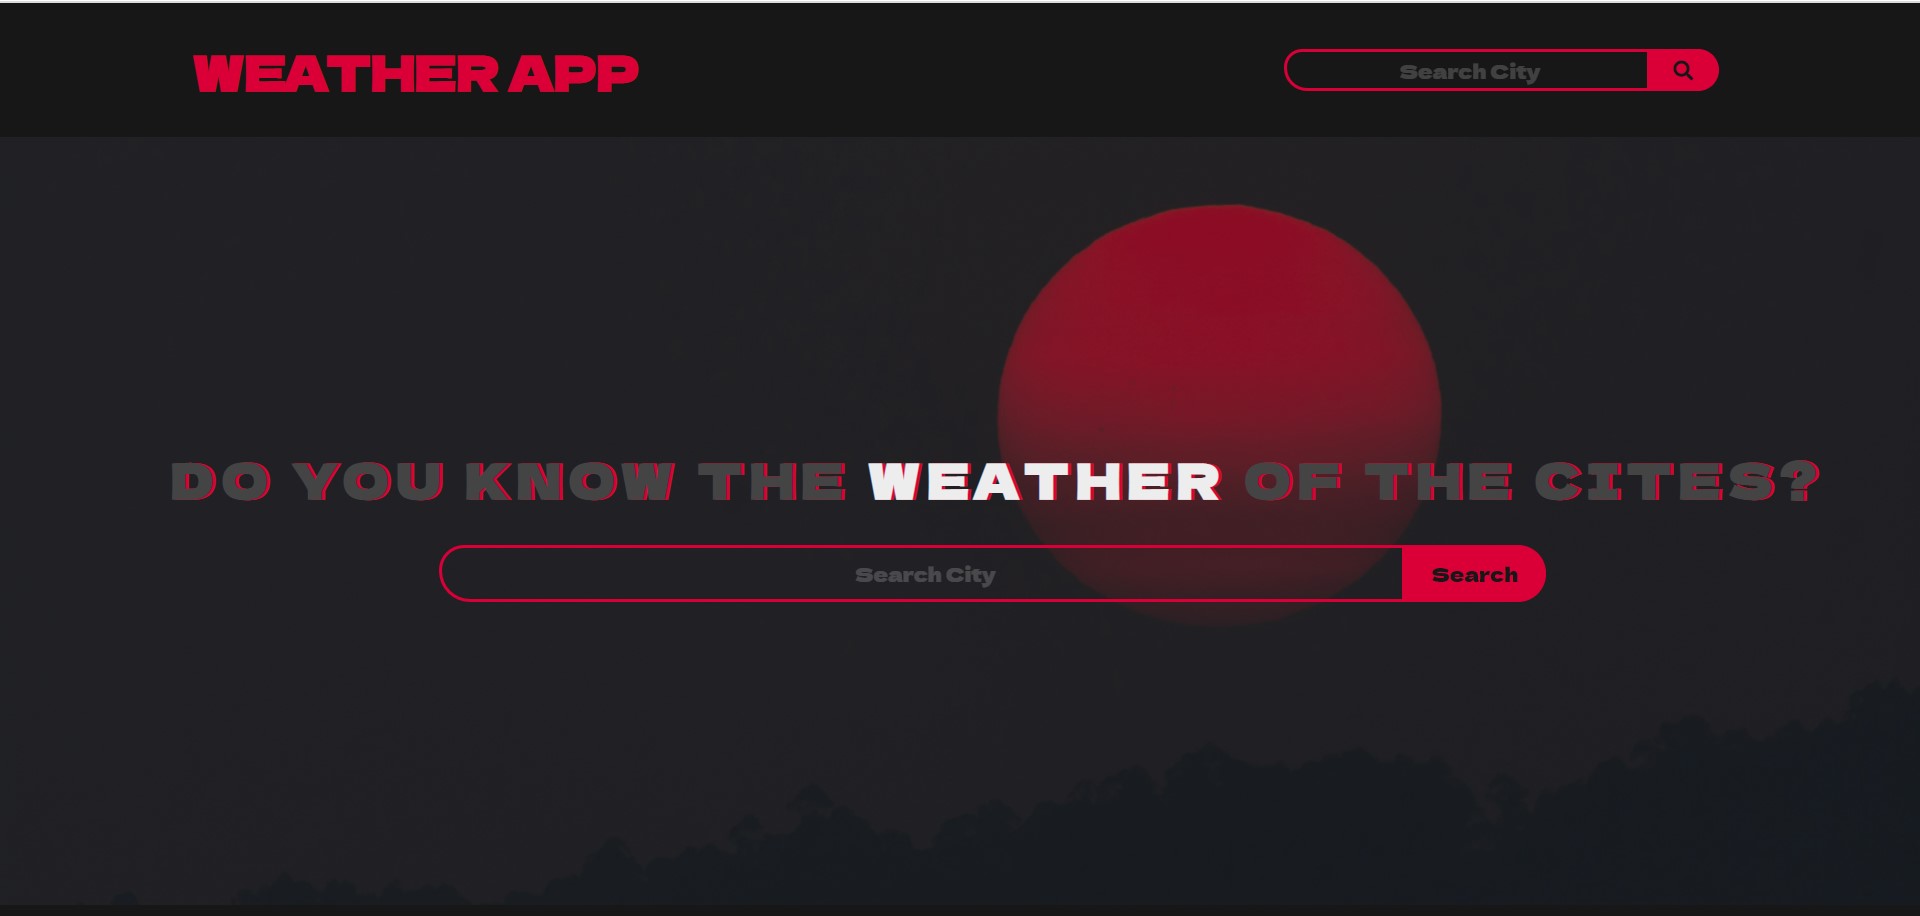 WEATHER APP
Search City
DO YOU KNOW THE WEATHER OF THE CITES?
Search City
Search